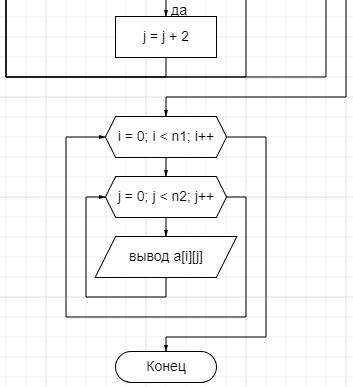 да
j = j + 2
i = 0; i < n1; i++
j = 0; j < n2; j++
вывод a[i][j]
Конец